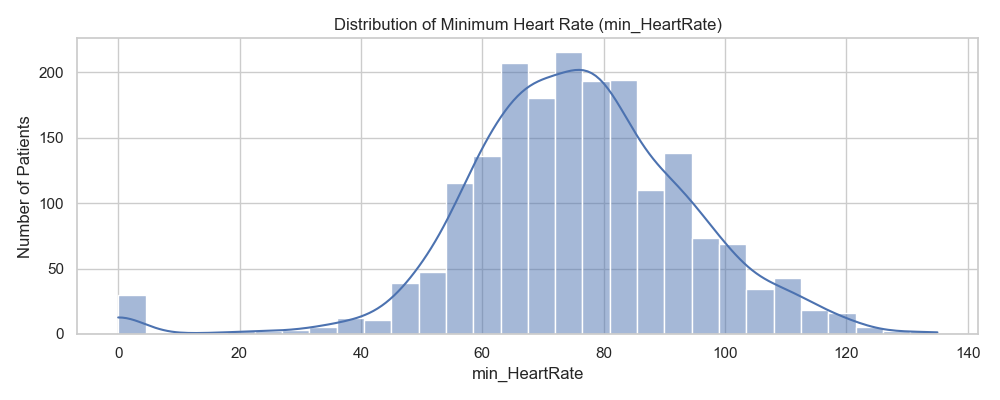 Distribution of Minimum Heart Rate (min_HeartRate)
Number of Patients
200
150
100
50
0
0 20 40 60 80 100 120 140
min_HeartRate